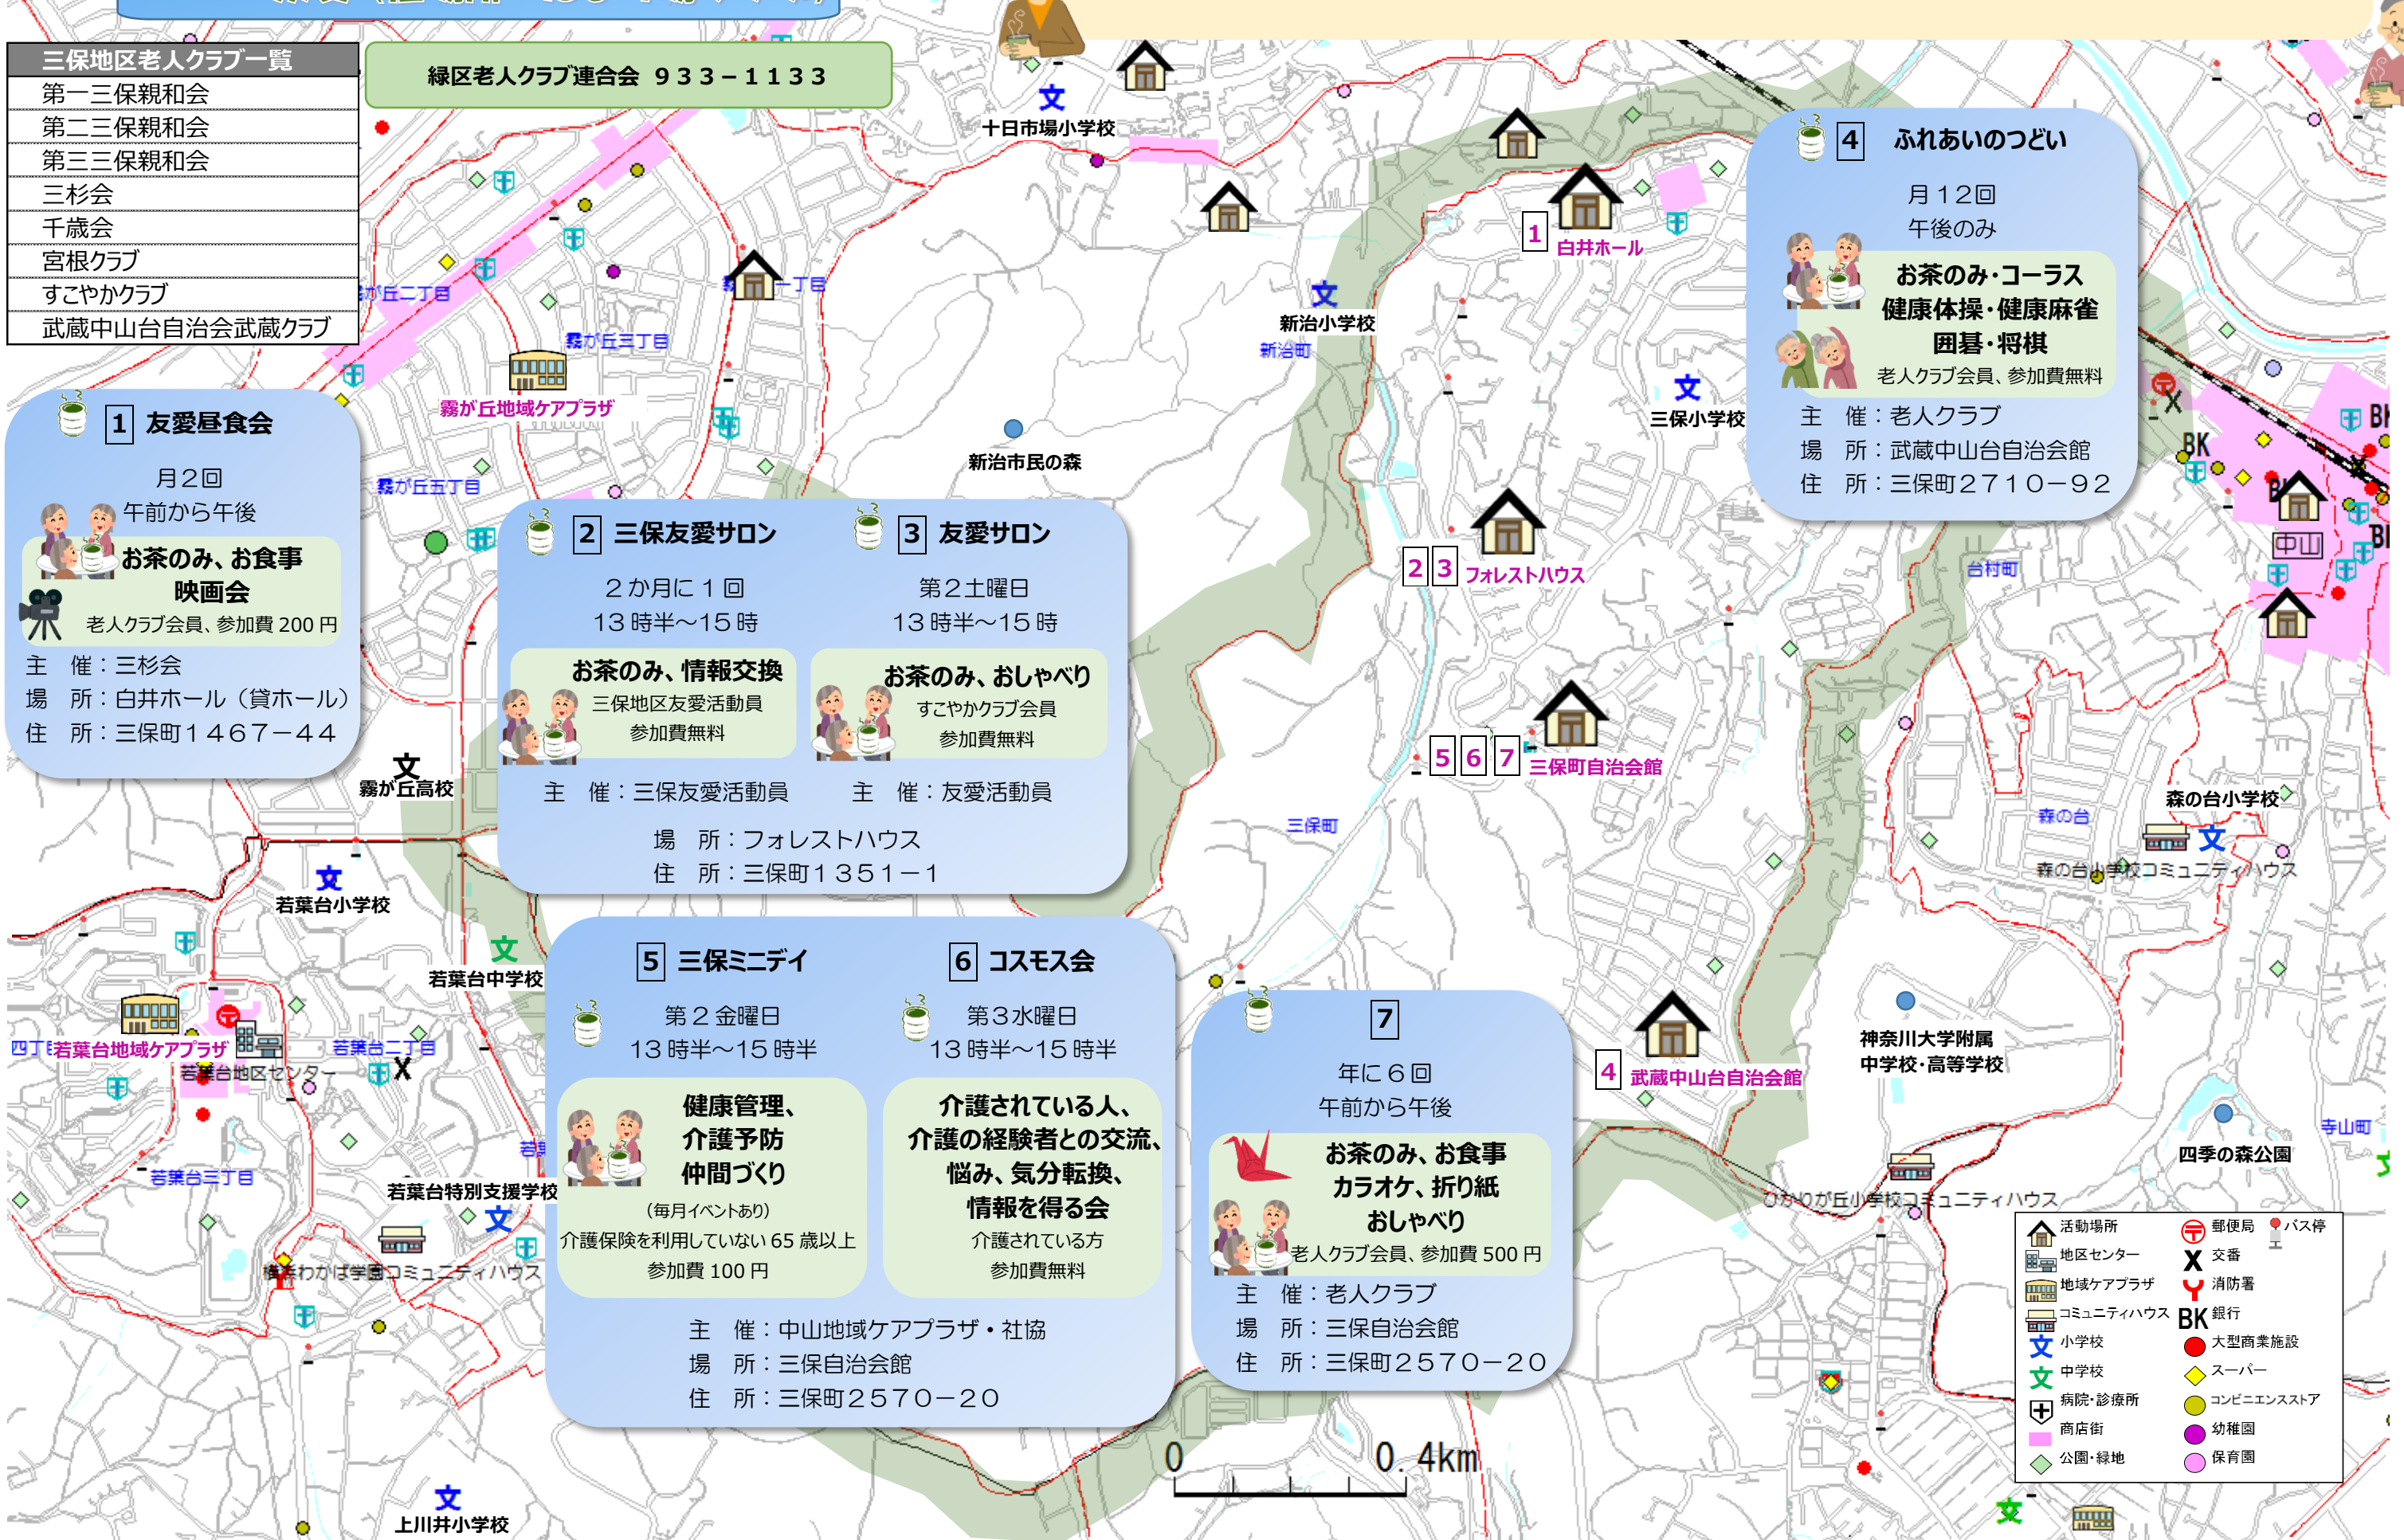 三保地区老人クラブ一覧
第一三保親和会
第二三保親和会
第三三保親和会
三杉会
千歳会
宮根クラブ
すこやかクラブ
武蔵中山台自治会武蔵クラブ
緑区老人クラブ連合会 ９３３－１１３３
1 友愛昼食会
月２回
午前から午後
お茶のみ、お食事
映画会
老人クラブ会員、参加費 200 円
主　催：三杉会
場　所：白井ホール（貸ホール）
住　所：三保町１４６７－４４
2 三保友愛サロン
２か月に１回
13 時半～15 時
お茶のみ、情報交換
三保地区友愛活動員
参加費無料
主　催：三保友愛活動員
3 友愛サロン
第２土曜日
13 時半～15 時
お茶のみ、おしゃべり
すこやかクラブ会員
参加費無料
主　催：友愛活動員
場　所：フォレストハウス
住　所：三保町１３５１－１
4 ふれあいのつどい
月 12回
午後のみ
お茶のみ・コーラス
健康体操・健康麻雀
囲碁・将棋
老人クラブ会員、参加費無料
主　催：老人クラブ
場　所：武蔵中山台自治会館
住　所：三保町２７１０－９２
5 三保ミニデイ
第２金曜日
13 時半～15 時半
健康管理、
介護予防
仲間づくり
（毎月イベントあり）
介護保険を利用していない 65 歳以上
参加費 100 円
6 コスモス会
第３水曜日
13 時半～15 時半
介護されている人、
介護の経験者との交流、
悩み、気分転換、
情報を得る会
介護されている方
参加費無料
主　催：中山地域ケアプラザ・社協
場　所：三保自治会館
住　所：三保町２５７０－２０
7
年に６回
午前から午後
お茶のみ、お食事
カラオケ、折り紙
おしゃべり
老人クラブ会員、参加費 500 円
主　催：老人クラブ
場　所：三保自治会館
住　所：三保町２５７０－２０
十日市場小学校
1 白井ホール
新治小学校
新治町
三保小学校
霧が丘三丁目
霧が丘地域ケアプラザ
霧が丘五丁目
新治市民の森
2 3 フォレストハウス
台村町
中山
BK
5 6 7 三保町自治会館
三保町
霧が丘高校
森の台小学校
森の台
森の台小学校コミュニティハウス
若葉台小学校
若葉台中学校
若葉台地域ケアプラザ
若葉台二丁目
若葉台地区センター
若葉台三丁目
若葉台特別支援学校
横浜わかば学園コミュニティハウス
4 武蔵中山台自治会館
神奈川大学附属
中学校・高等学校
四季の森公園
寺山町
ひかりが丘小学校コミュニティハウス
上川井小学校
0 0.4km
活動場所
地区センター
地域ケアプラザ
コミュニティハウス
文 小学校
文 中学校
病院・診療所
商店街
公園・緑地
郵便局
バス停
交番
消防署
BK 銀行
大型商業施設
スーパー
コンビニエンスストア
幼稚園
保育園